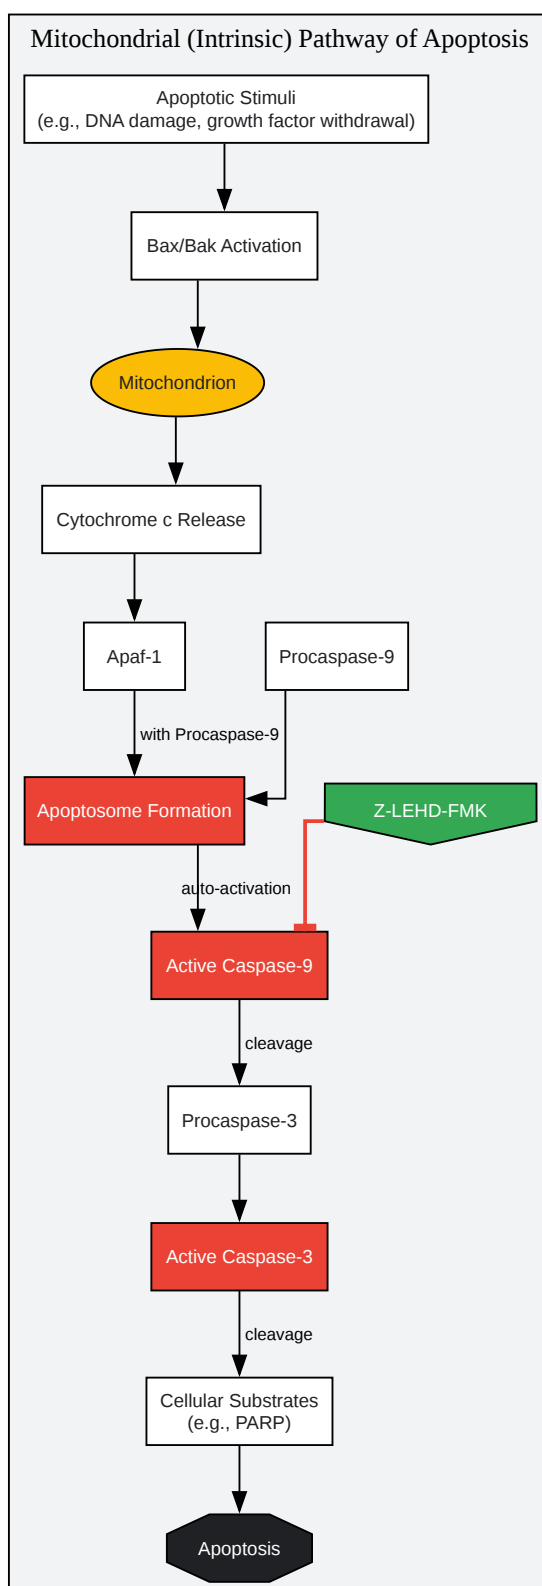 Mitochondrial (Intrinsic) Pathway of Apoptosis
Apoptotic Stimuli
(e.g., DNA damage, growth factor withdrawal)
Bax/Bak Activation
Mitochondrion
Cytochrome c Release
Apaf-1
Procaspase-9
with Procaspase-9
Apoptosome Formation
Z-LEHD-FMK
auto-activation
Active Caspase-9
cleavage
Procaspase-3
Active Caspase-3
cleavage
Cellular Substrates
(e.g., PARP)
Apoptosis